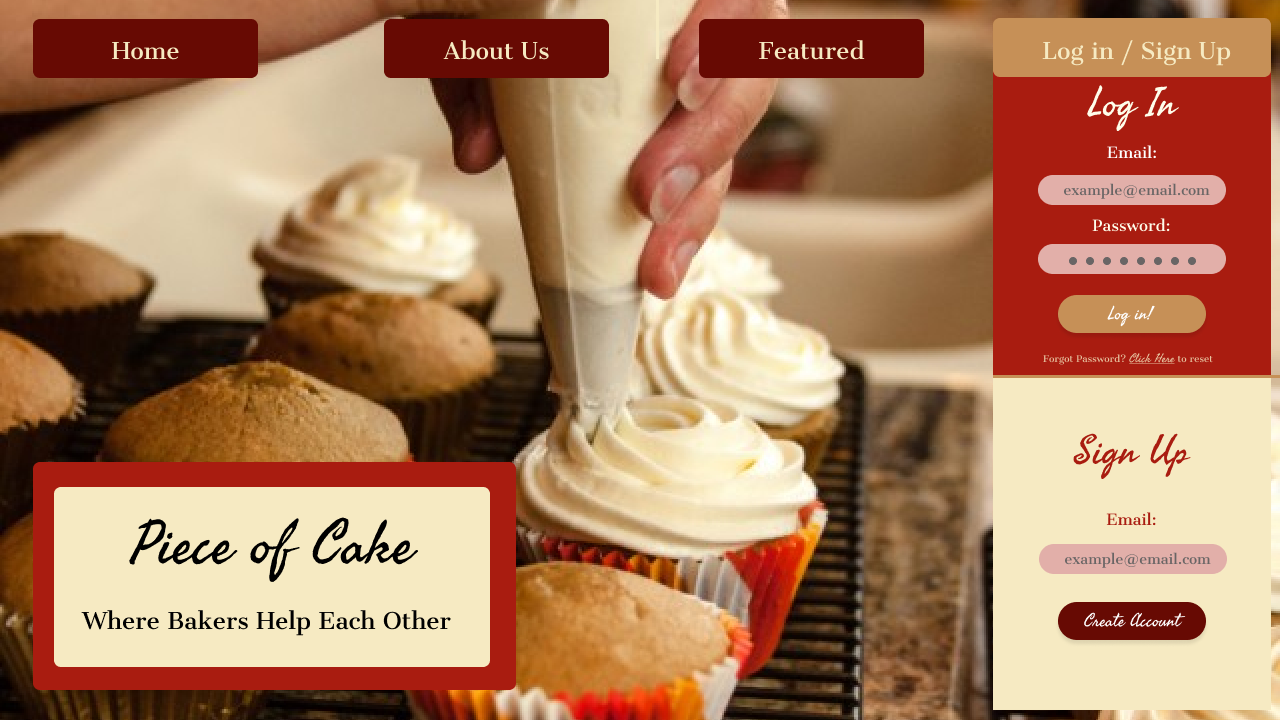 Home
About Us
Featured
Log in / Sign Up
Log In
Email:
example@email.com
Password:
Log in!
Forgot Password? Click Here to reset
Sign Up
Email:
example@email.com
Create Account
Piece of Cake
Where Bakers Help Each Other